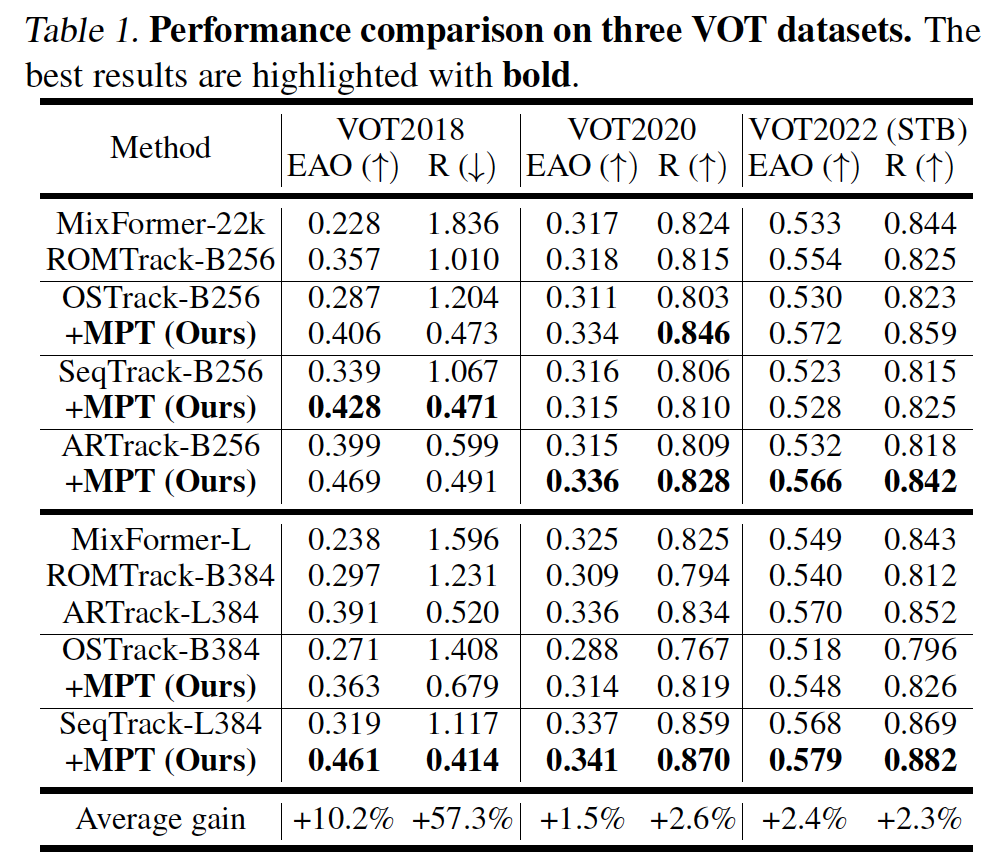 Table 1. Performance comparison on three VOT datasets. The
best results are highlighted with bold.
Method VOT2018 VOT2020 VOT2022 (STB)
EAO (↑) R (↓) EAO (↑) R (↑) EAO (↑) R (↑)
MixFormer-22k 0.228 1.836 0.317 0.824 0.533 0.844
ROMTrack-B256 0.357 1.010 0.318 0.815 0.554 0.825
OSTrack-B256 0.287 1.204 0.311 0.803 0.530 0.823
+MPT (Ours) 0.406 0.473 0.334 0.846 0.572 0.859
SeqTrack-B256 0.339 1.067 0.316 0.806 0.523 0.815
+MPT (Ours) 0.428 0.471 0.315 0.810 0.528 0.825
ARTrack-B256 0.399 0.599 0.315 0.809 0.532 0.818
+MPT (Ours) 0.469 0.491 0.336 0.828 0.566 0.842
MixFormer-L 0.238 1.596 0.325 0.825 0.549 0.843
ROMTrack-B384 0.297 1.231 0.309 0.794 0.540 0.812
ARTrack-L384 0.391 0.520 0.336 0.834 0.570 0.852
OSTrack-B384 0.271 1.408 0.288 0.767 0.518 0.796
+MPT (Ours) 0.363 0.679 0.314 0.819 0.548 0.826
SeqTrack-L384 0.319 1.117 0.337 0.859 0.568 0.869
+MPT (Ours) 0.461 0.414 0.341 0.870 0.579 0.882
Average gain +10.2% +57.3% +1.5% +2.6% +2.4% +2.3%